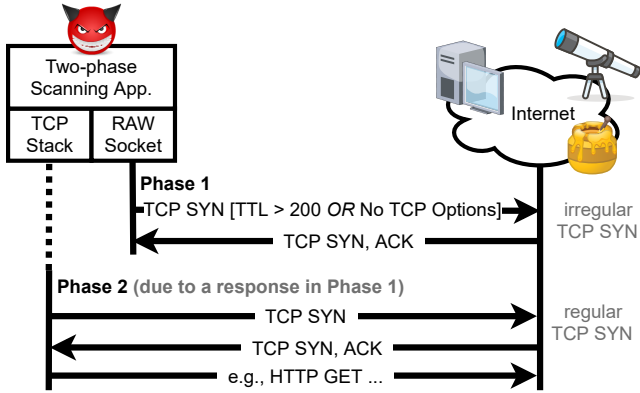 Two-phase
Scanning App.
TCP
Stack
RAW
Socket
Internet
Phase 1
TCP SYN [TTL > 200 OR No TCP Options]
irregular
TCP SYN
TCP SYN, ACK
Phase 2 (due to a response in Phase 1)
TCP SYN
regular
TCP SYN
TCP SYN, ACK
e.g., HTTP GET ...